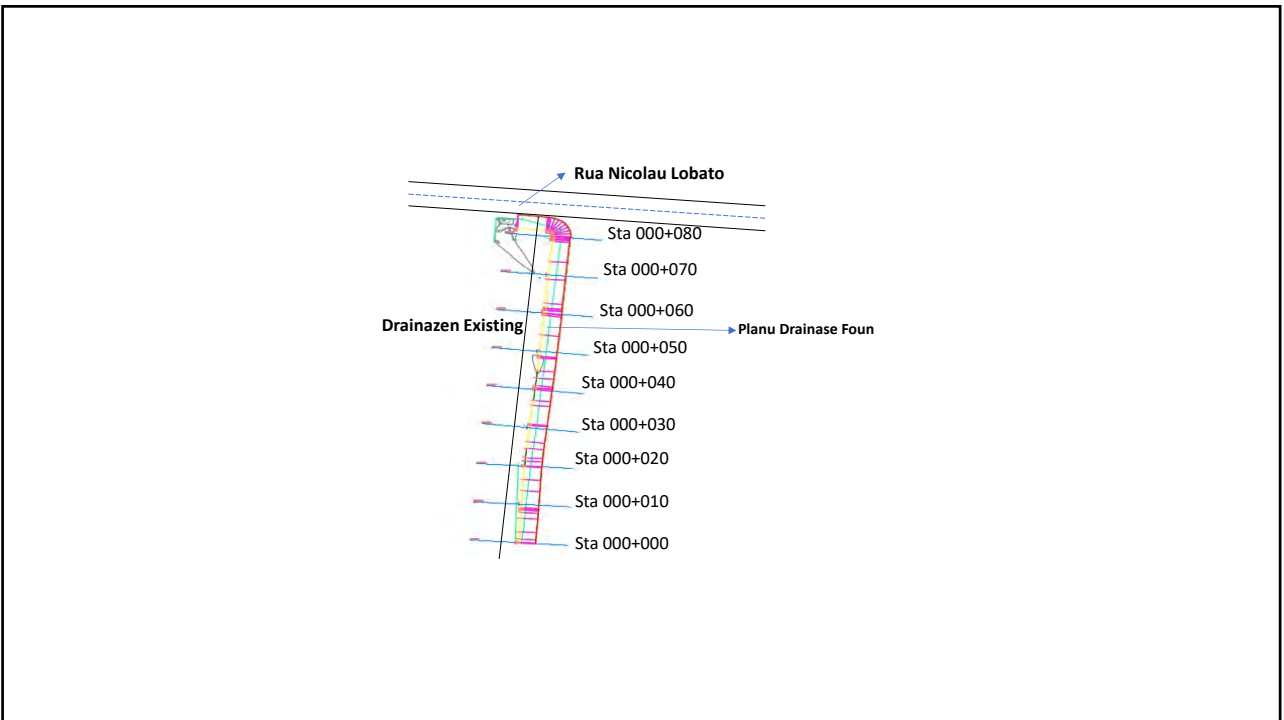 Rua Nicolau Lobato
Sta 000+080
Sta 000+070
Sta 000+060
Drainazen Existing
Planu Drainase Foun
Sta 000+050
Sta 000+040
Sta 000+030
Sta 000+020
Sta 000+010
Sta 000+000